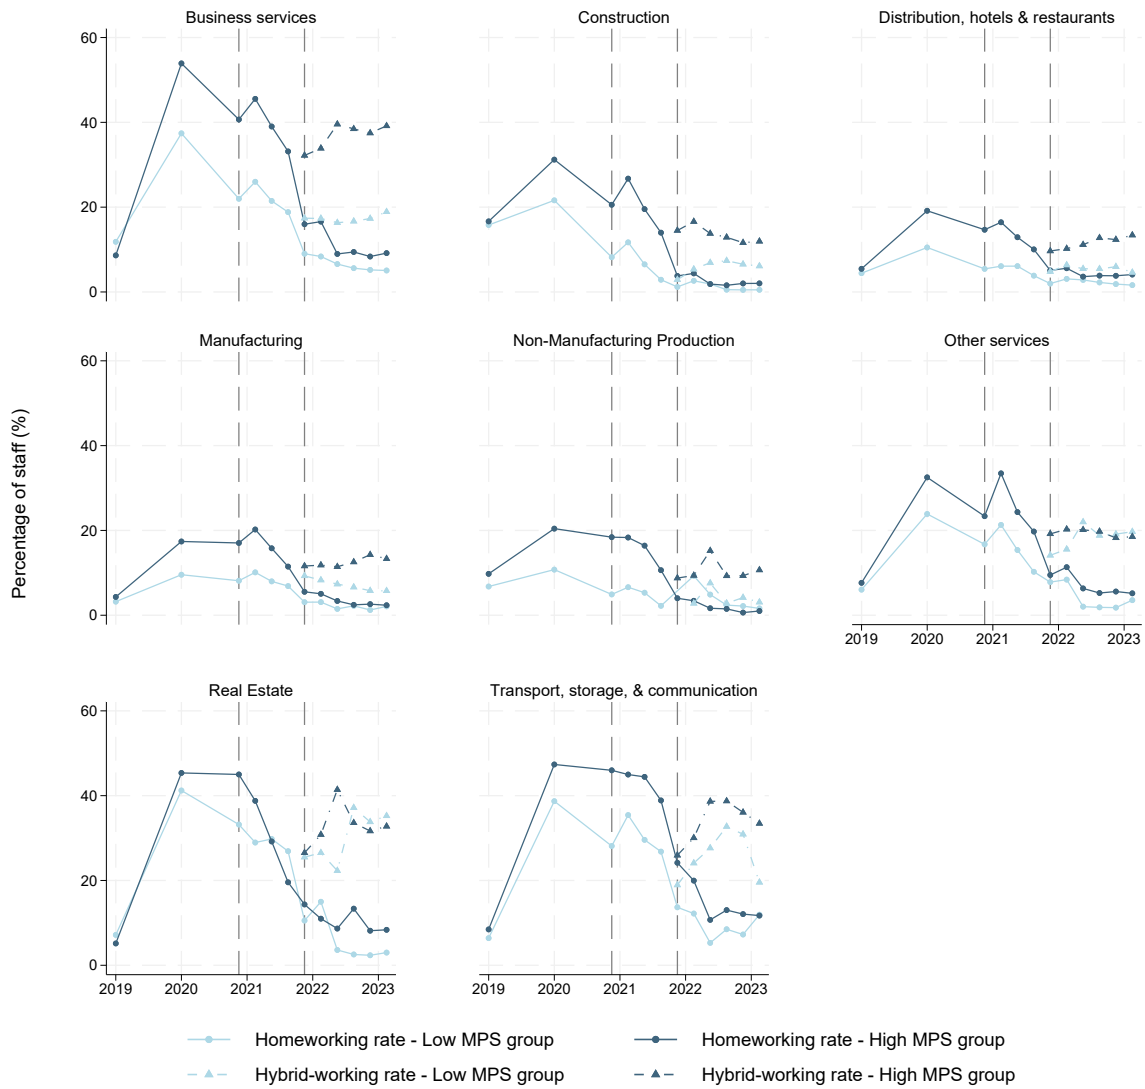 Business services
Construction
Distribution, hotels & restaurants
60
40
20
0
Manufacturing
Non-Manufacturing Production
Other services
60
40
20
0
2019 2020 2021 2022 2023
Percentage of staff (%)
Real Estate
Transport, storage, & communication
60
40
20
0
2019 2020 2021 2022 2023
2019 2020 2021 2022 2023
Homeworking rate - Low MPS group
Homeworking rate - High MPS group
Hybrid-working rate - Low MPS group
Hybrid-working rate - High MPS group